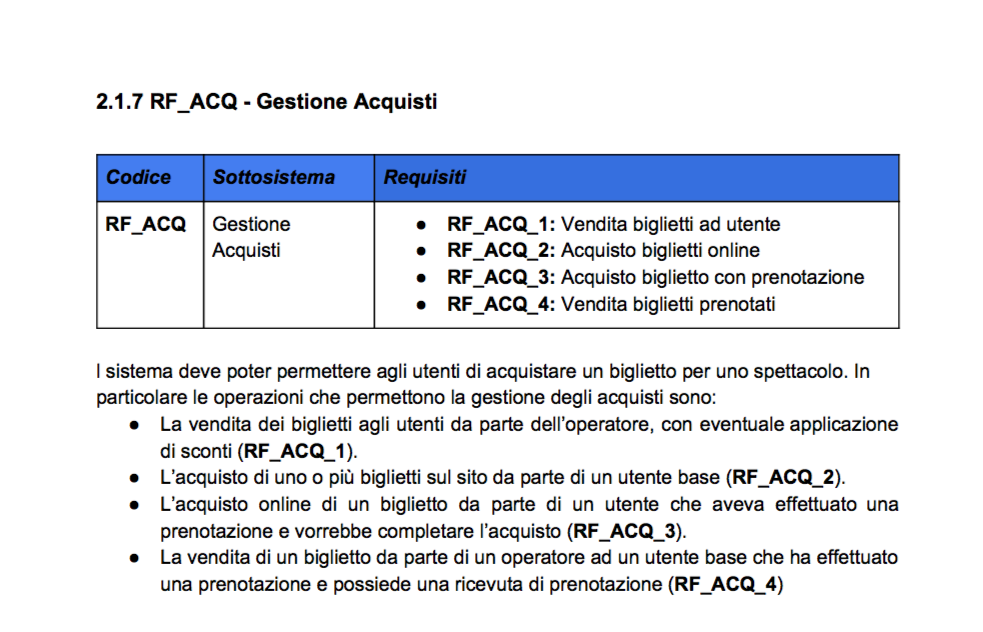 2.1.7 RF_ACQ - Gestione Acquisti
Codice Sottosistema Requisiti
RF_ACQ Gestione ● RF_ACQ_1: Vendita biglietti ad utente
Acquisti ● RF_ACQ_2: Acquisto biglietti online
● RF_ACQ_3: Acquisto biglietto con prenotazione
● RF_ACQ_4: Vendita biglietti prenotati
l sistema deve poter permettere agli utenti di acquistare un biglietto per uno spettacolo. In
particolare le operazioni che permettono la gestione degli acquisti sono:
● La vendita dei biglietti agli utenti da parte dell’operatore, con eventuale applicazione
di sconti (RF_ACQ_1).
● L’acquisto di uno o più biglietti sul sito da parte di un utente base (RF_ACQ_2).
● L’acquisto online di un biglietto da parte di un utente che aveva effettuato una
prenotazione e vorrebbe completare l’acquisto (RF_ACQ_3).
● La vendita di un biglietto da parte di un operatore ad un utente base che ha effettuato
una prenotazione e possiede una ricevuta di prenotazione (RF_ACQ_4)